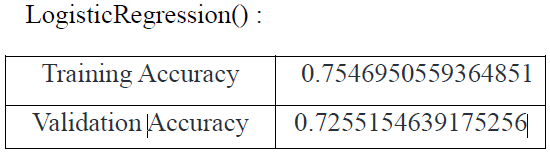 LogisticRegression() :
Training Accuracy 0.7546950559364851
Validation Accuracy 0.7255154639175256